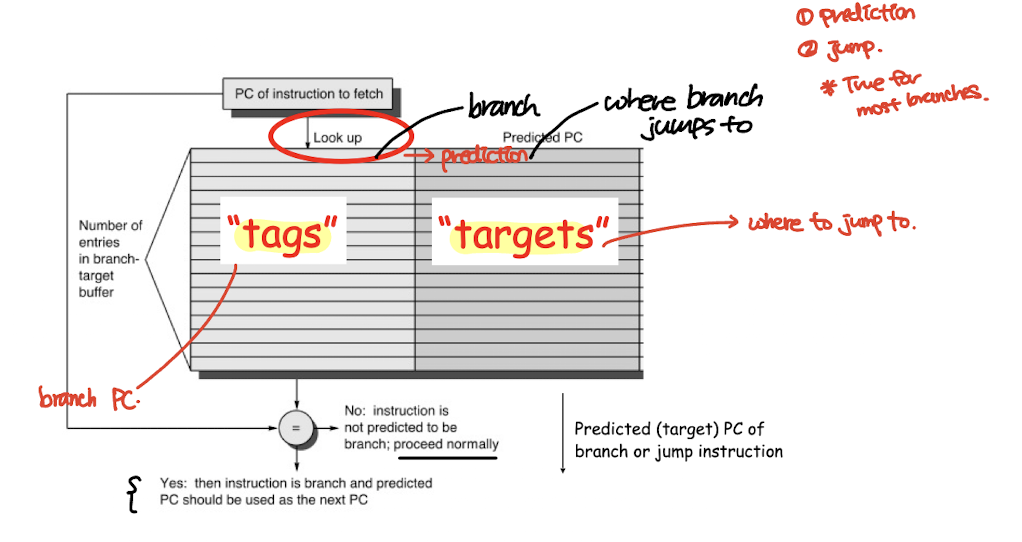 ① prediction
② jump.
* True for
most branches.
PC of instruction to fetch
branch
where branch
jumps to
Look up
Predicted PC
→ prediction
Number of
entries
in branch-
target
buffer
"tags"
"targets"
where to jump to.
branch PC.
=
No: instruction is
not predicted to be
branch; proceed normally
Predicted (target) PC of
branch or jump instruction
Yes: then instruction is branch and predicted
PC should be used as the next PC